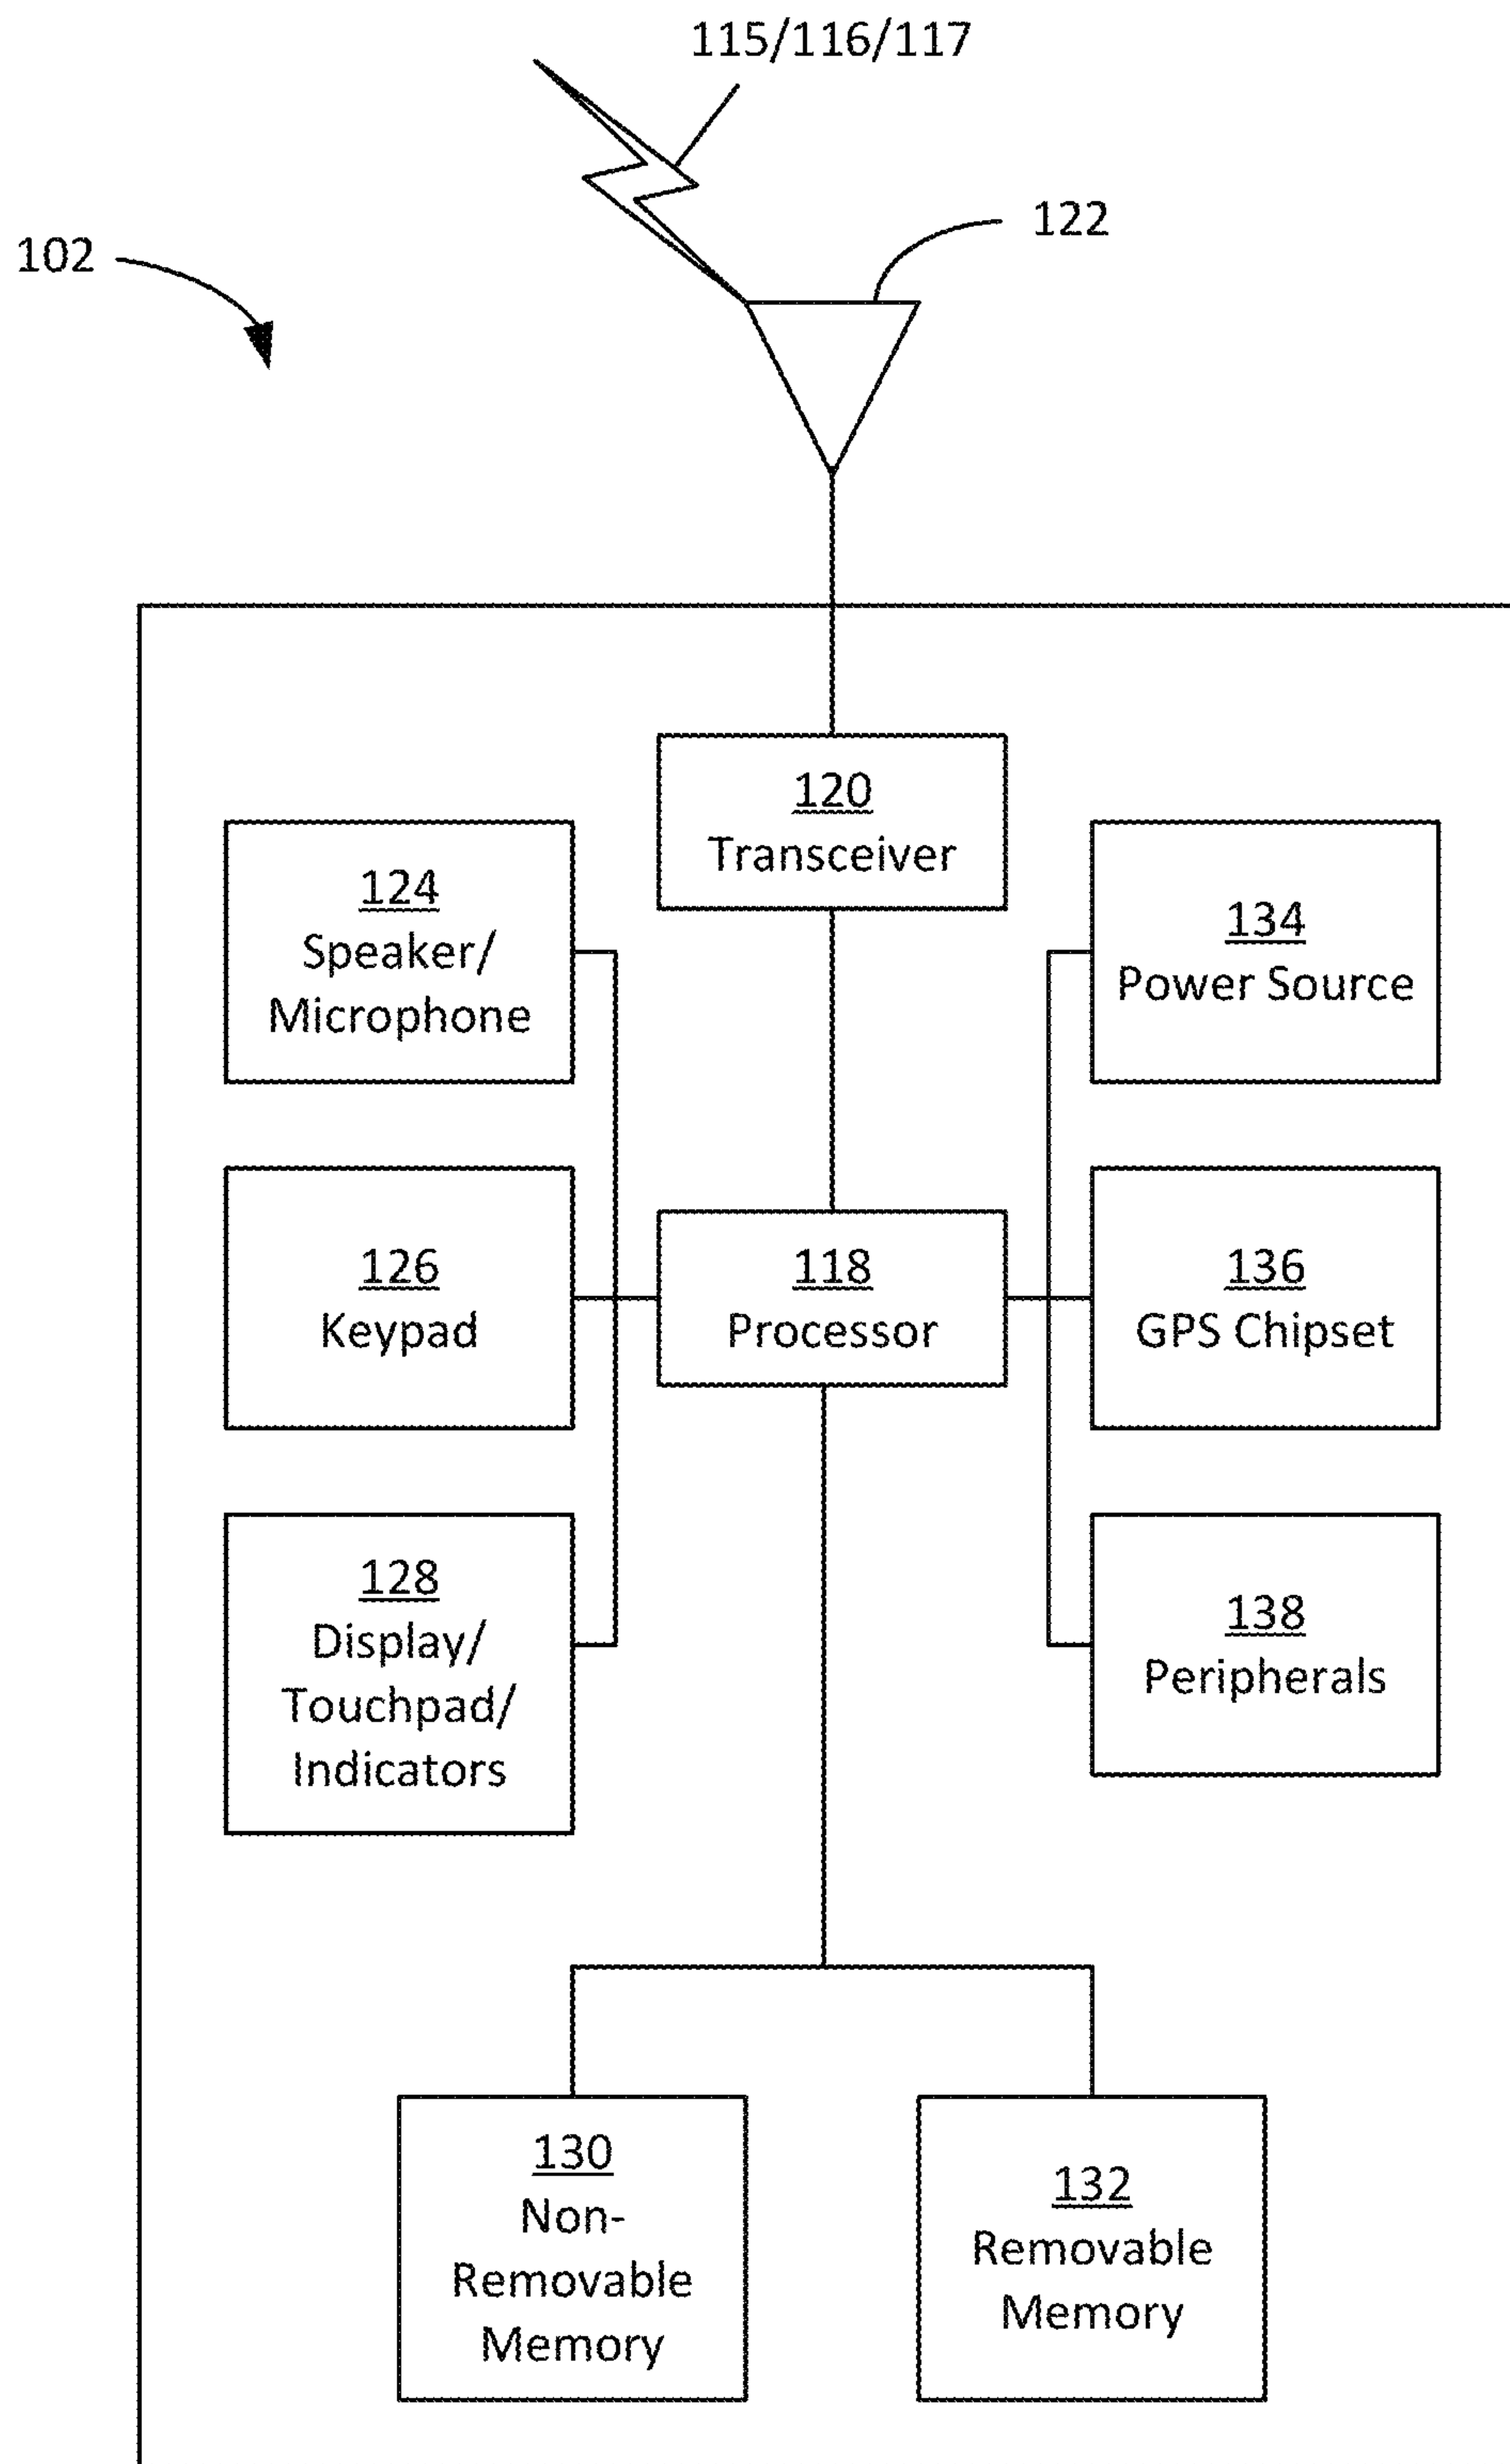 115/116/117
122
102
120
Transceiver
124
Speaker/
Microphone
134
Power Source
126
Keypad
118
Processor
136
GPS Chipset
128
Display/
Touchpad/
Indicators
138
Peripherals
130
Non-
Removable
Memory
132
Removable
Memory